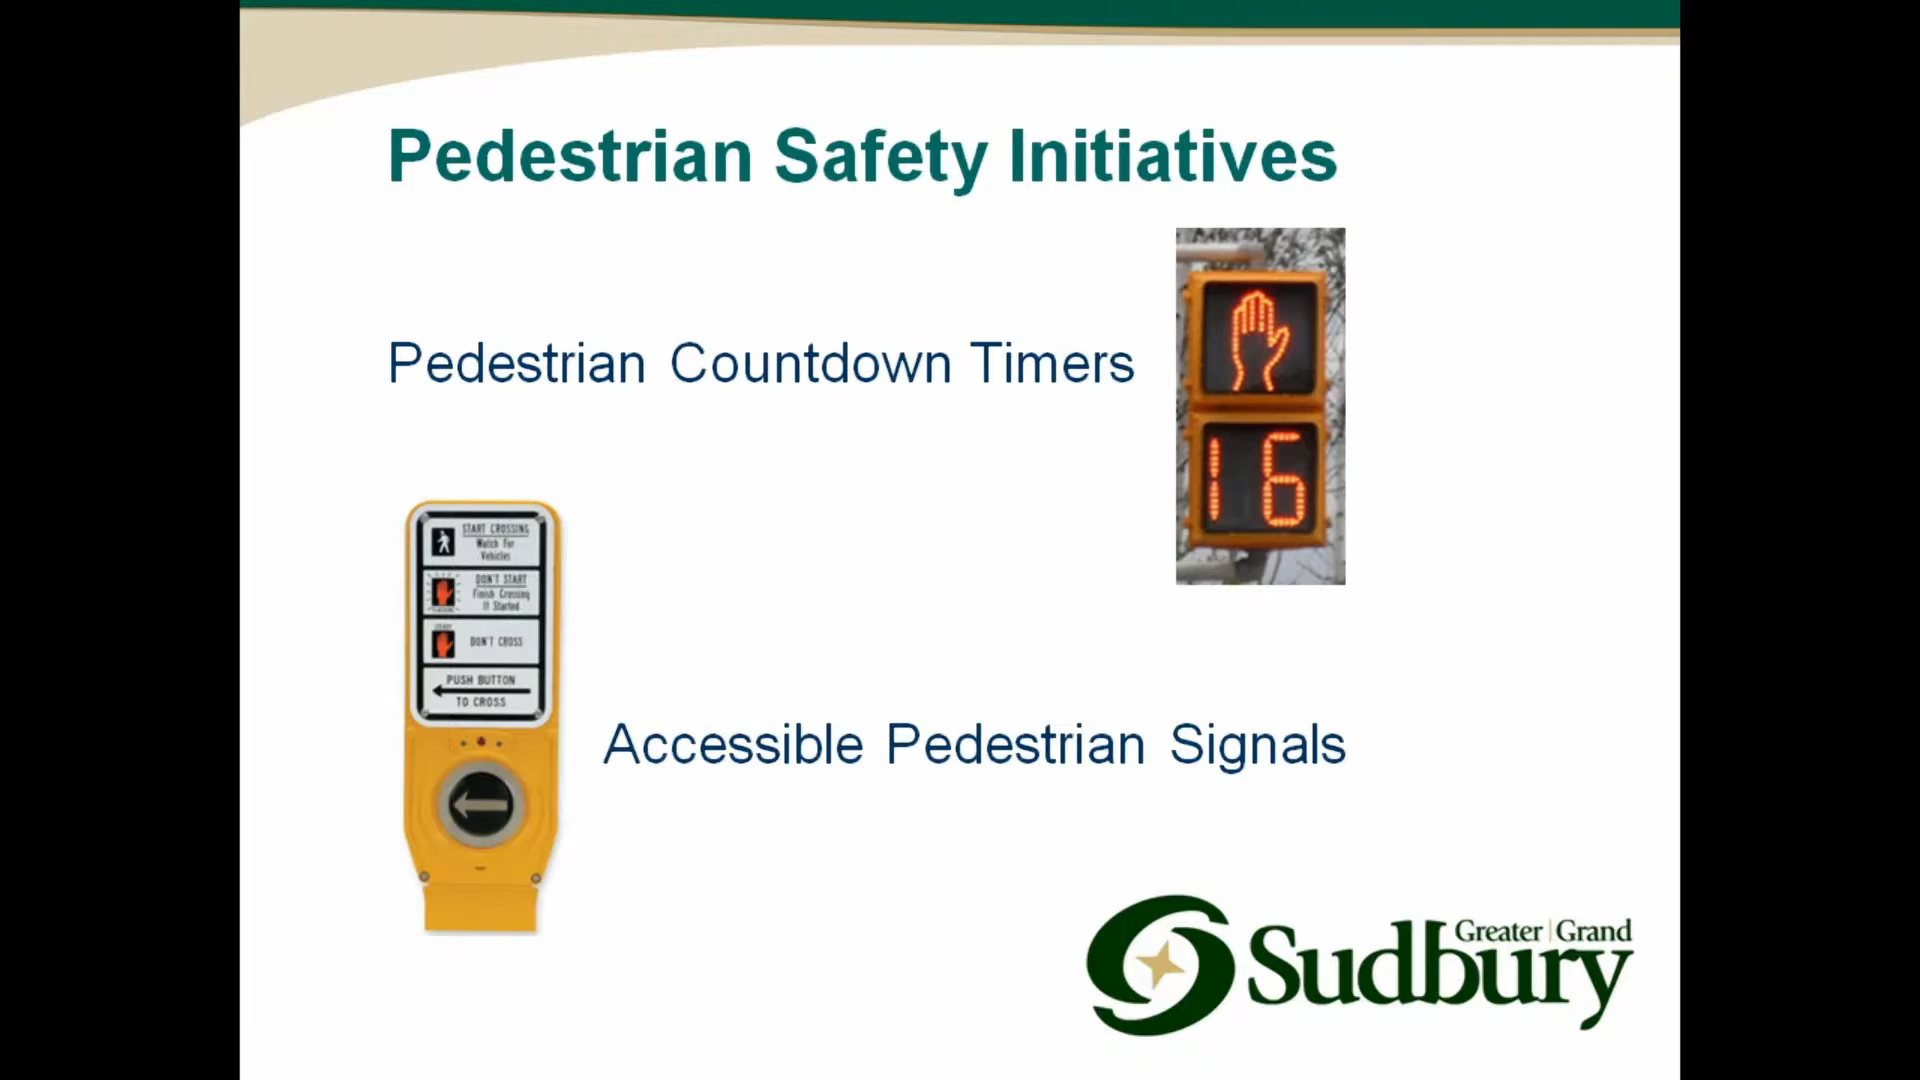 Pedestrian Safety Initiatives
Pedestrian Countdown Timers
16
START CROSSING
Watch For
Vehicles
DON'T START
Finish Crossing
If Started
DON'T CROSS
PUSH BUTTON
TO CROSS
Accessible Pedestrian Signals
Greater | Grand
Sudbury